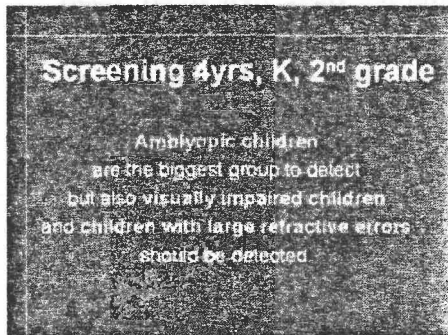 Screening 4yrs, K, 2nd grade
Amblyopic children
are the biggest group to detect
but also visually impaired children
and children with large refractive errors
should be detected